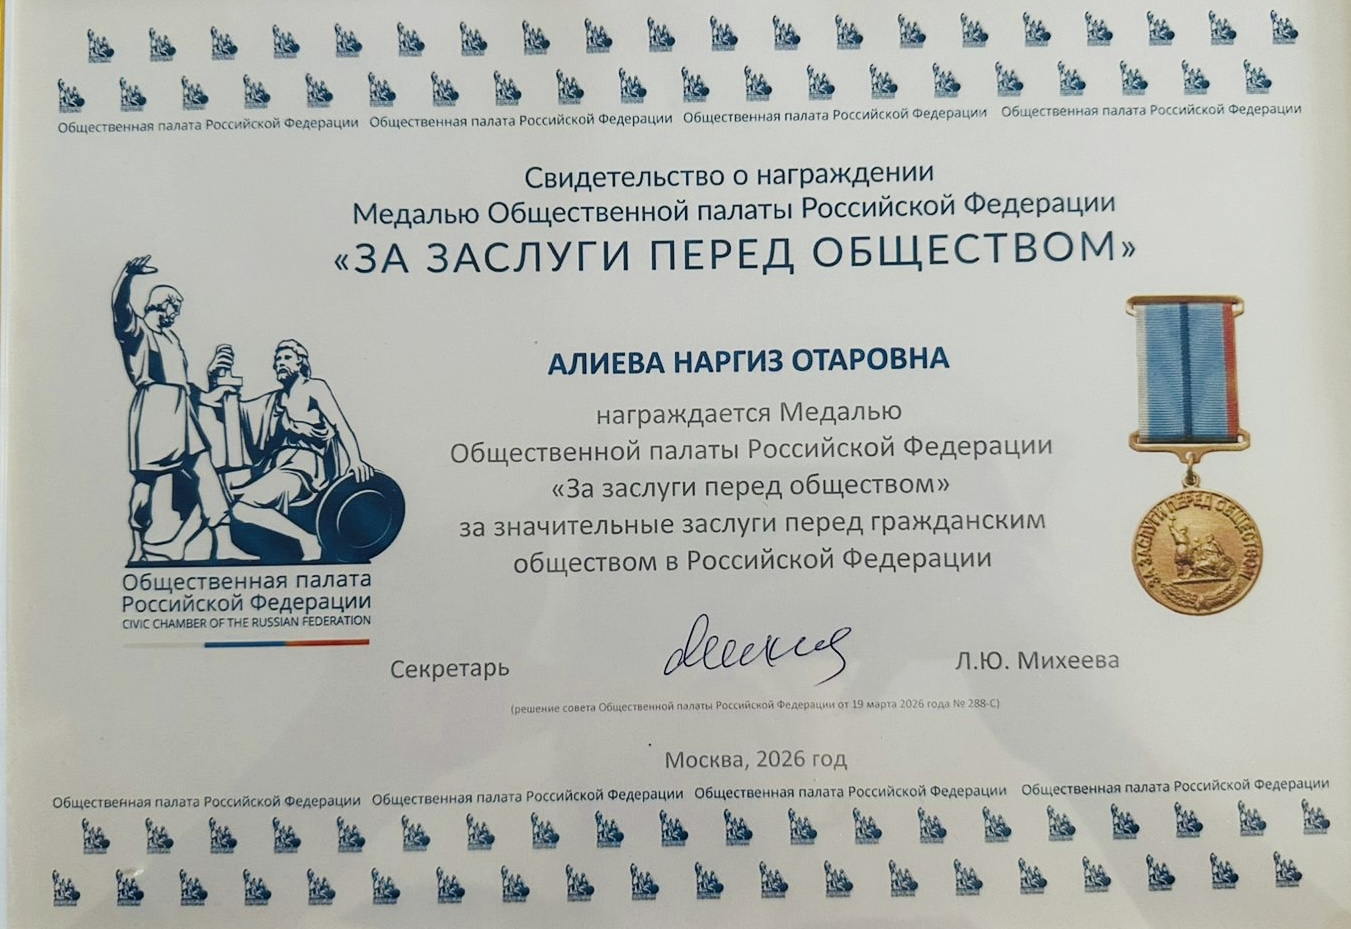 Общественная палата Российской Федерации Общественная палата Российской Федерации Общественная палата Российской Федерации Общественная палата Российской Федерации
Свидетельство о награждении
Медалью Общественной палаты Российской Федерации
«ЗА ЗАСЛУГИ ПЕРЕД ОБЩЕСТВОМ»
АЛИЕВА НАРГИЗ ОТАРОВНА
награждается Медалью
Общественной палаты Российской Федерации
«За заслуги перед обществом»
за значительные заслуги перед гражданским
обществом в Российской Федерации
ЗА ЗАСЛУГИ ПЕРЕД ОБЩЕСТВОМ
Общественная палата
Российской Федерации
CIVIC CHAMBER OF THE RUSSIAN FEDERATION
Секретарь Л.Ю. Михеева
(решение совета Общественной палаты Российской Федерации от 19 марта 2026 года № 288-С)
Москва, 2026 год
Общественная палата Российской Федерации Общественная палата Российской Федерации Общественная палата Российской Федерации Общественная палата Российской Федерации